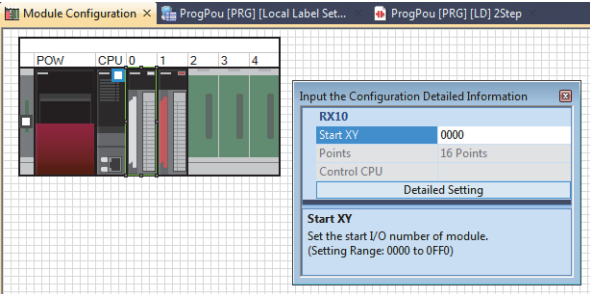 Module Configuration × ProgPou [PRG] [Local Label Set... ProgPou [PRG] [LD] 2Step
POW CPU 0 1 2 3 4
Input the Configuration Detailed Information
RX10
Start XY 0000
Points 16 Points
Control CPU
Detailed Setting
Start XY
Set the start I/O number of module.
(Setting Range: 0000 to 0FF0)